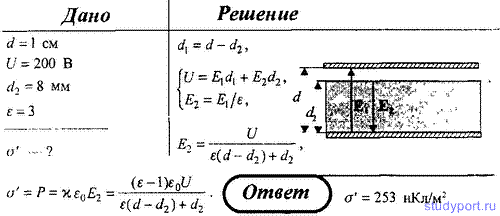 Дано
Решение
d = 1 см
U = 200 В
d₂ = 8 мм
ε = 3
σ' — ?
d₁ = d − d₂,
{U = E₁d₁ + E₂d₂,
E₂ = E₁/ε,
E₂ = U / (ε(d − d₂) + d₂) ,
d
d₂
E₁
E₂
σ' = P = ϰ ε₀E₂ = (ε−1)ε₀U / (ε(d − d₂) + d₂) .
Ответ
σ' = 253 нКл/м²
studyport.ru